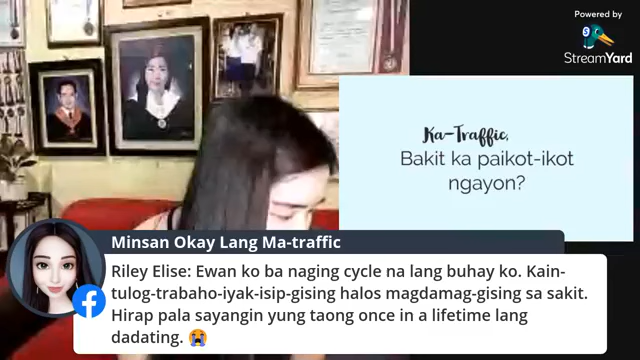 Powered by
StreamYard
Ka-Traffic,
Bakit ka paikot-ikot
ngayon?
Minsan Okay Lang Ma-traffic
Riley Elise: Ewan ko ba naging cycle na lang buhay ko. Kain-
tulog-trabaho-iyak-isip-gising halos magdamag-gising sa sakit.
Hirap pala sayangin yung taong once in a lifetime lang
dadating. 😭